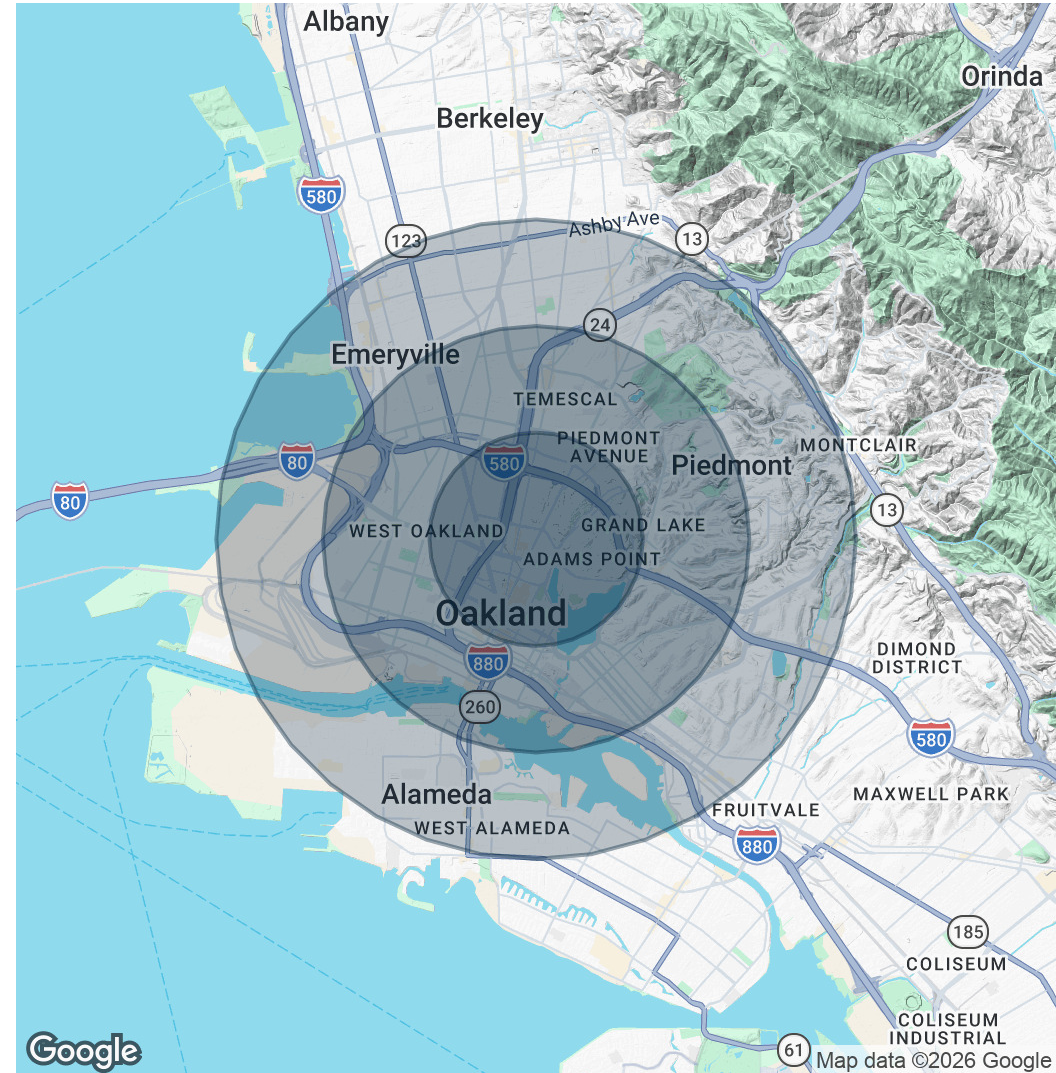 Albany
Orinda
Berkeley
580
Ashby Ave
123
13
24
Emeryville
TEMESCAL
PIEDMONT
AVENUE
MONTCLAIR
80
580
Piedmont
80
13
WEST OAKLAND
GRAND LAKE
ADAMS POINT
Oakland
880
DIMOND
DISTRICT
260
580
Alameda
MAXWELL PARK
FRUITVALE
WEST ALAMEDA
880
185
COLISEUM
COLISEUM
INDUSTRIAL
61
Google
Map data ©2026 Google